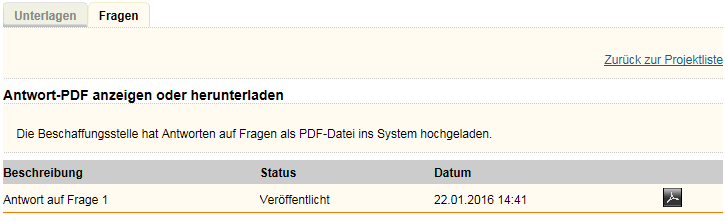 Unterlagen Fragen
Zurück zur Projektliste
Antwort-PDF anzeigen oder herunterladen
Die Beschaffungsstelle hat Antworten auf Fragen als PDF-Datei ins System hochgeladen.
Beschreibung Status Datum
Antwort auf Frage 1 Veröffentlicht 22.01.2016 14:41